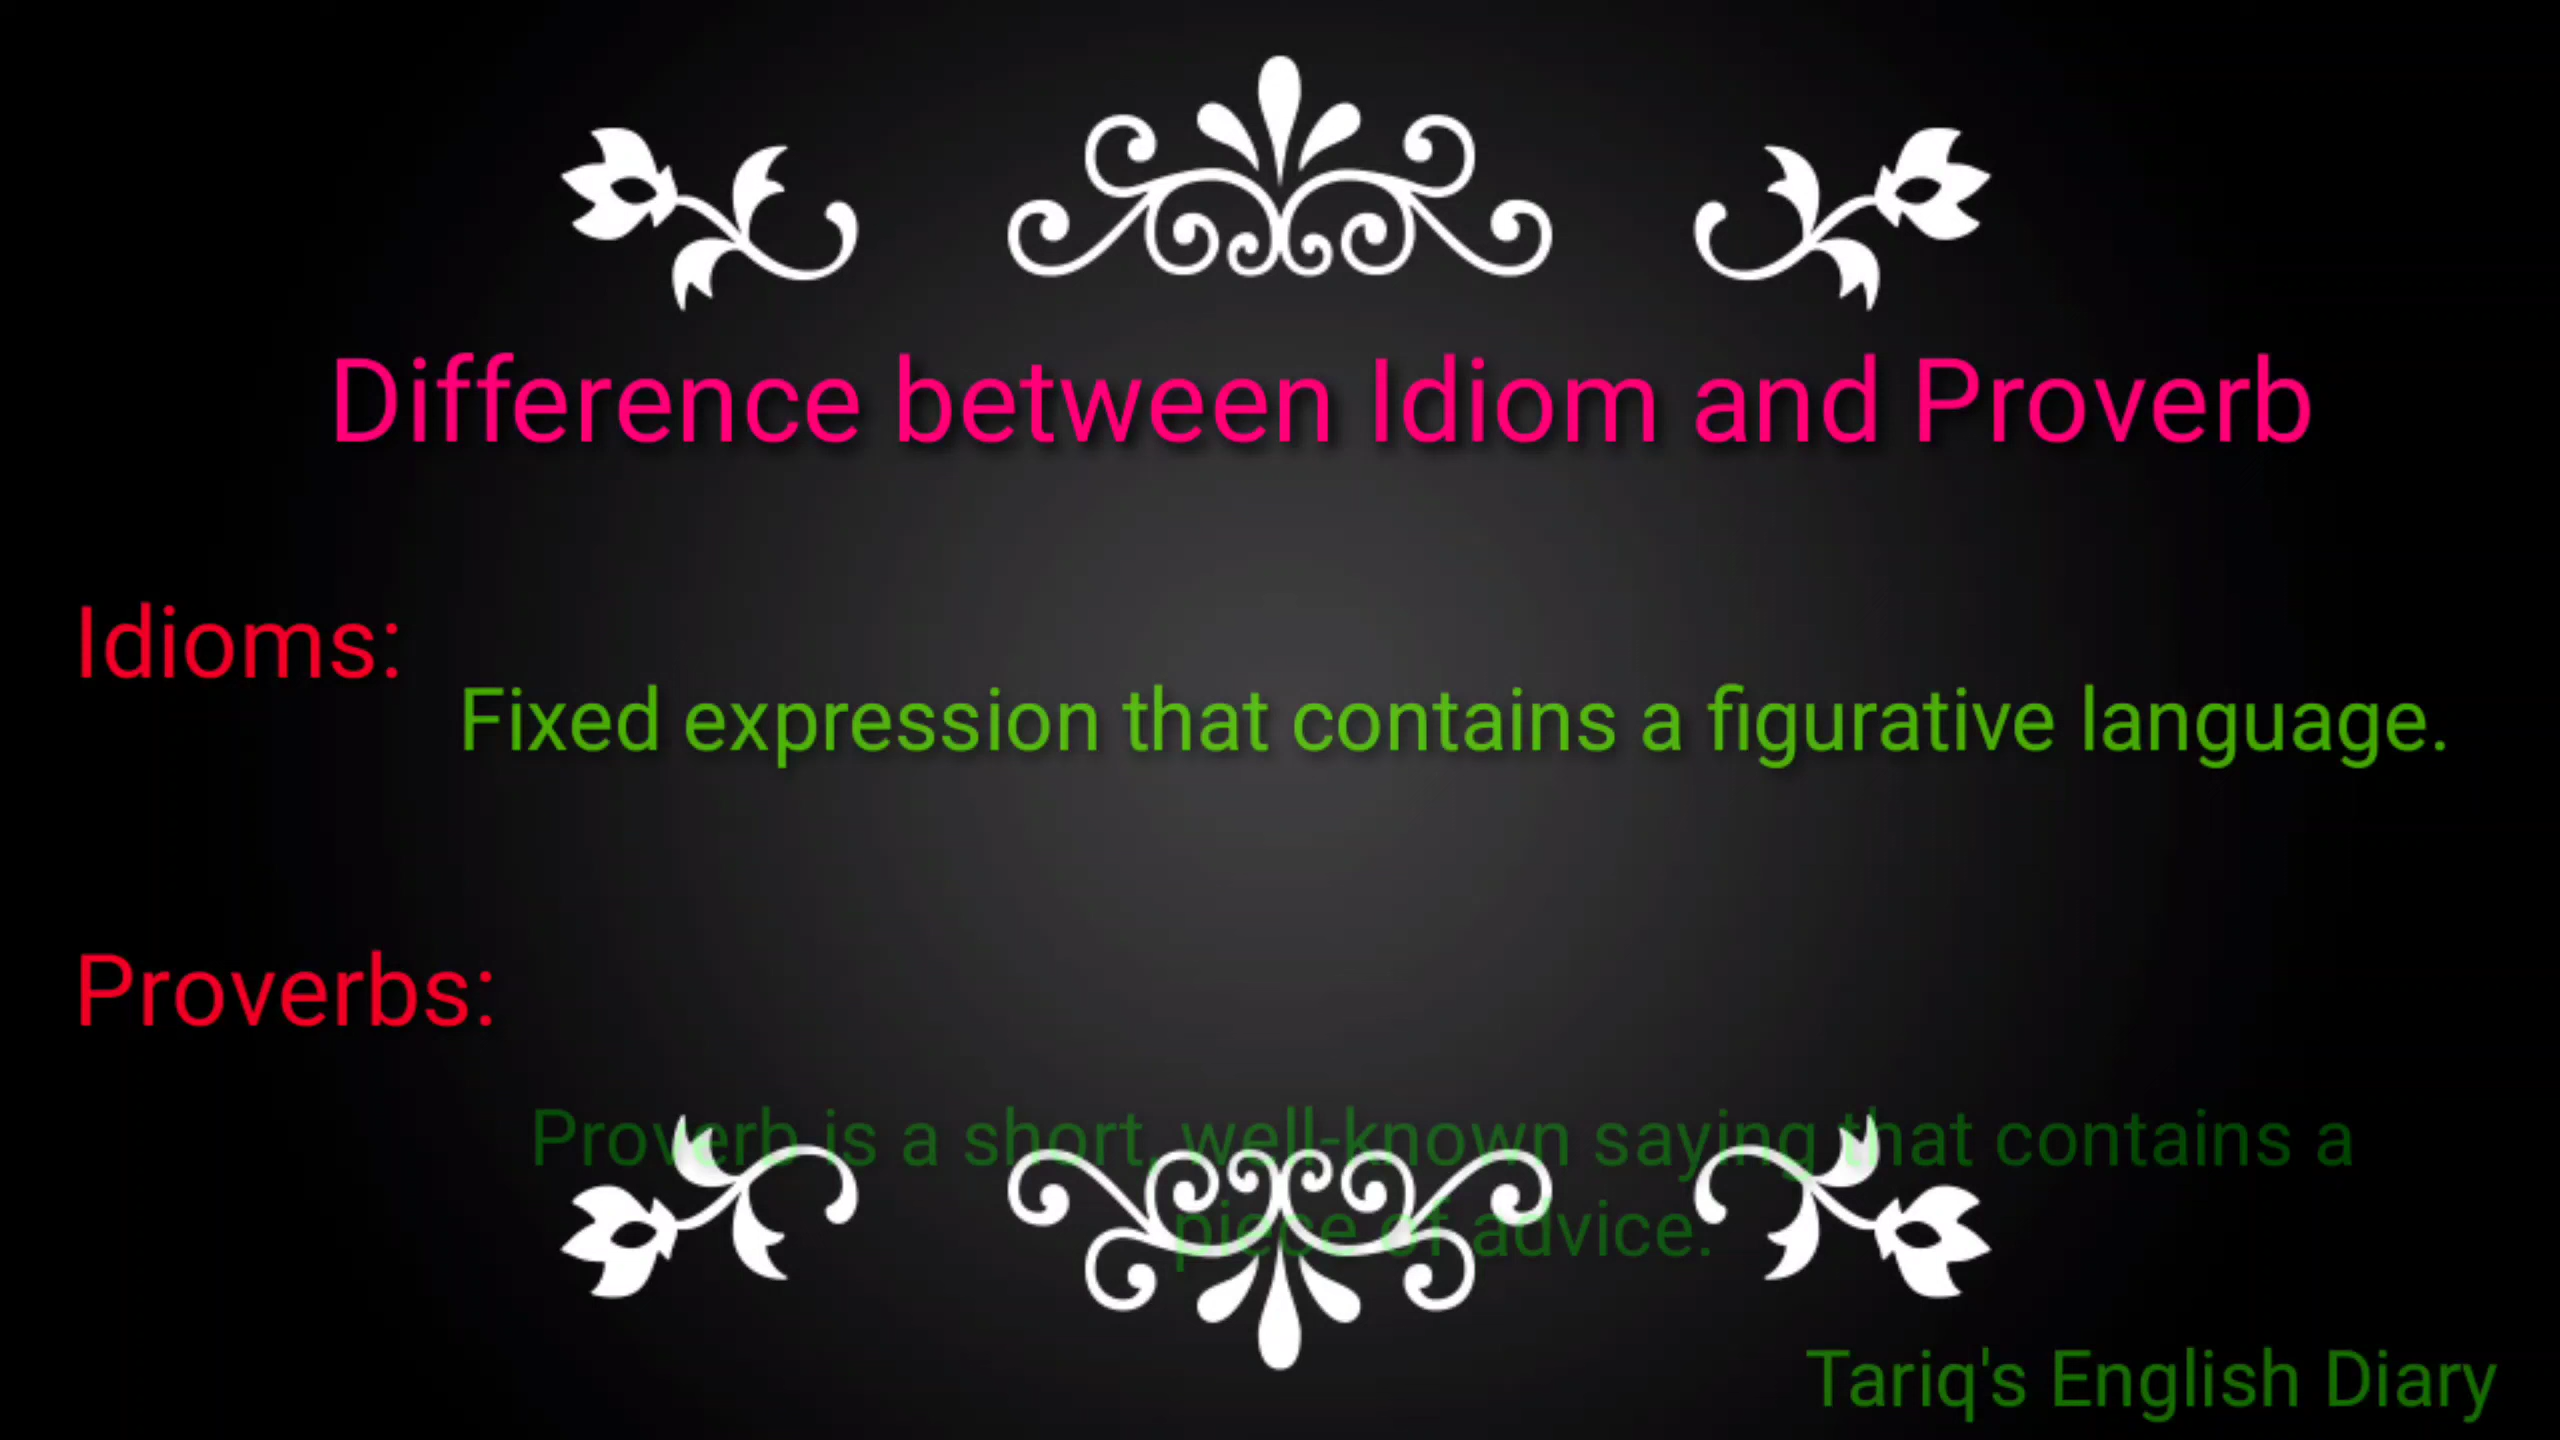 Difference between Idiom and Proverb
Idioms:
Fixed expression that contains a figurative language.
Proverbs:
Proverb is a short, well-known saying that contains a
piece of advice.
Tariq's English Diary